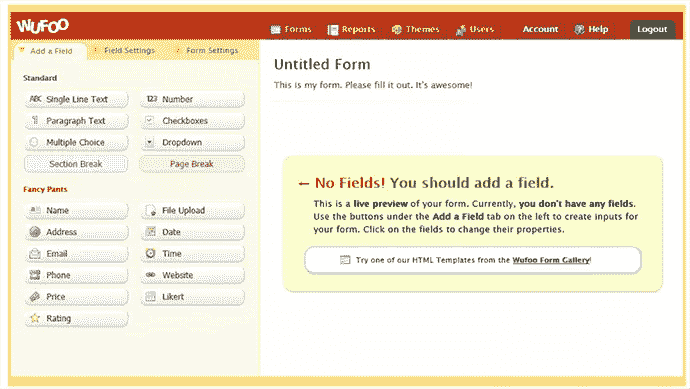 WUFOO
Forms Reports Themes Users Account Help Logout
Add a Field Field Settings Form Settings
Standard
ABC Single Line Text
123 Number
Paragraph Text
Checkboxes
Multiple Choice
Dropdown
Section Break
Page Break
Fancy Pants
Name
File Upload
Address
Date
Email
Time
Phone
Website
Price
Likert
Rating
Untitled Form
This is my form. Please fill it out. It's awesome!
← No Fields! You should add a field.
This is a live preview of your form. Currently, you don't have any fields.
Use the buttons under the Add a Field tab on the left to create inputs for
your form. Click on the fields to change their properties.
Try one of our HTML Templates from the Wufoo Form Gallery!